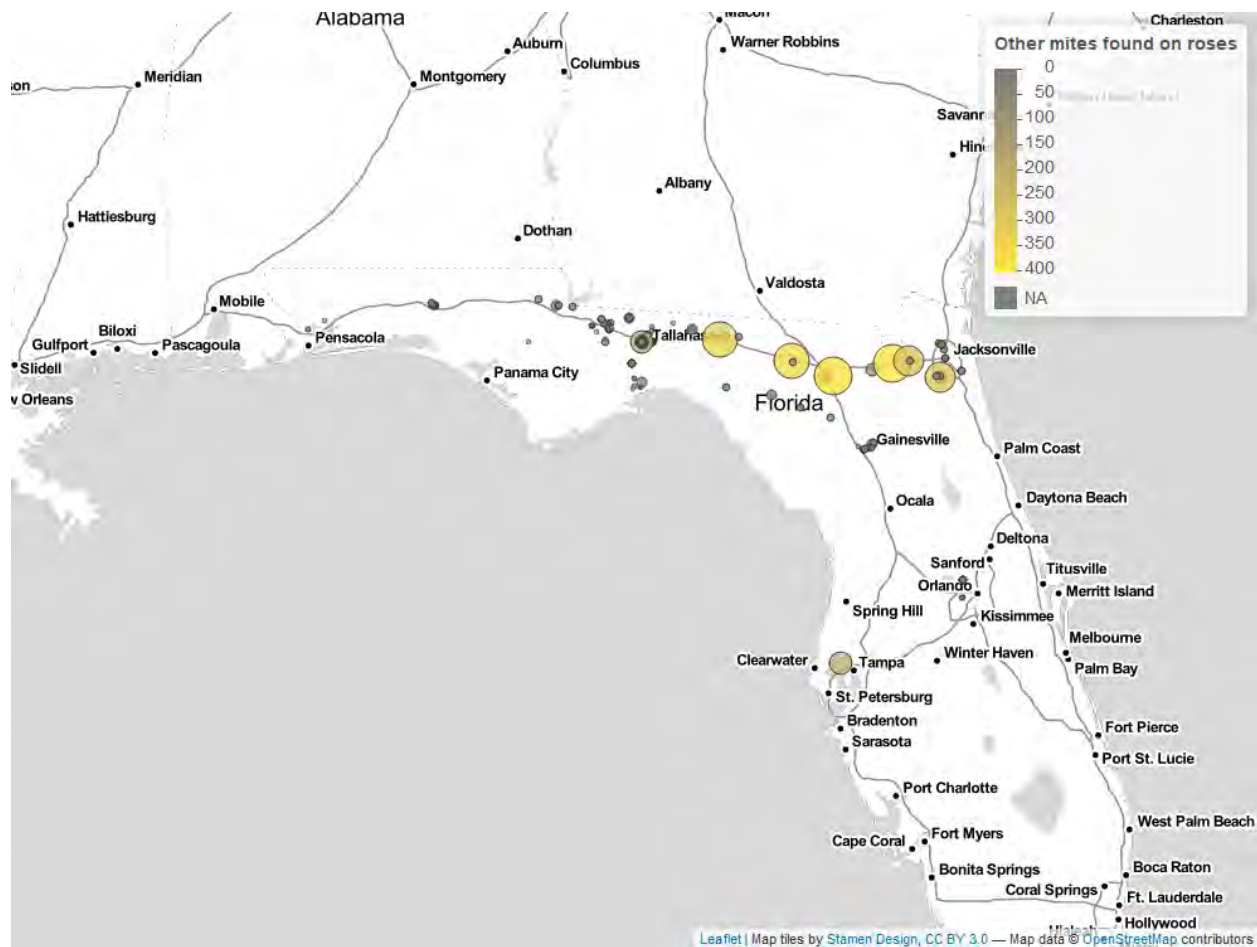 Alabama
Macon
Charleston
Warner Robbins
Auburn
Columbus
Meridian
Montgomery
Other mites found on roses
0
50
100
150
200
250
300
350
400
NA
Albany
Hattiesburg
Dothan
Valdosta
Mobile
Biloxi
Gulfport
Pascagoula
Pensacola
Jacksonville
Slidell
Panama City
Orleans
Florida
Gainesville
Palm Coast
Ocala
Daytona Beach
Deltona
Sanford
Titusville
Orlando
Merritt Island
Spring Hill
Kissimmee
Melbourne
Clearwater
Tampa
Winter Haven
Palm Bay
St. Petersburg
Bradenton
Fort Pierce
Sarasota
Port St. Lucie
Port Charlotte
West Palm Beach
Cape Coral
Fort Myers
Bonita Springs
Boca Raton
Coral Springs
Ft. Lauderdale
Hollywood
Leaflet | Map tiles by Stamen Design, CC BY 3.0 — Map data © OpenStreetMap contributors